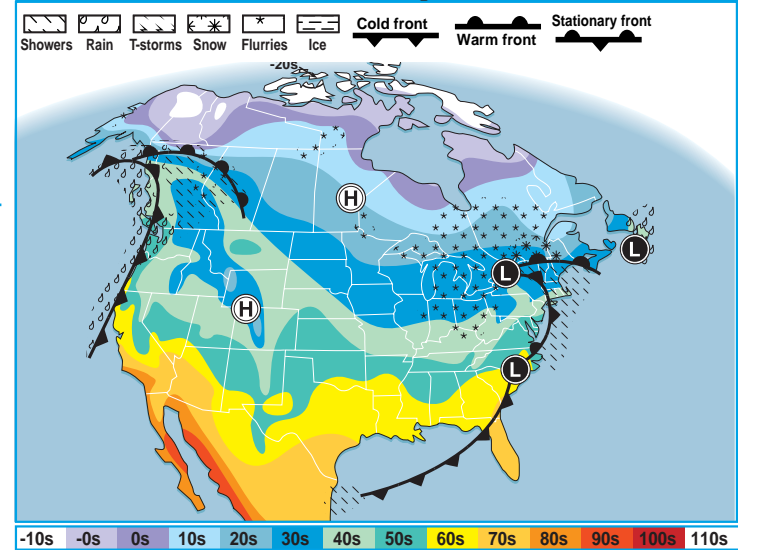 Cold front
Stationary front
Warm front
Showers Rain T-storms Snow Flurries Ice
-20s
H
L
L
H
L
-10s -0s 0s 10s 20s 30s 40s 50s 60s 70s 80s 90s 100s 110s